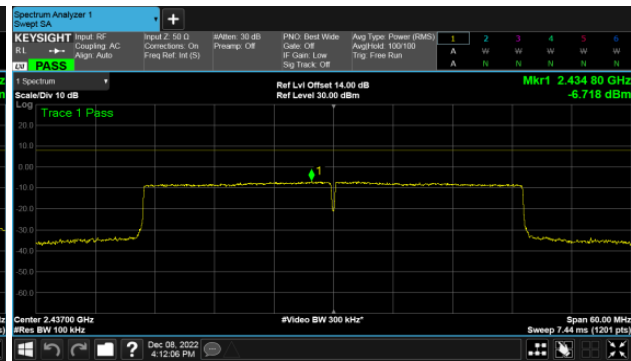 Spectrum Analyzer 1
Swept SA
+
KEYSIGHT Input: RF Input Z: 50 Ω #Atten: 30 dB PNO: Best Wide Avg Type: Power (RMS) 1 2 3 4 5 6
RL Coupling: AC Corrections: On Preamp: Off Gate: Off Avg|Hold: 100/100 A W W W W W
Align: Auto Freq Ref: Int (S) IF Gain: Low Trig: Free Run A N N N N N
LXI PASS Sig Track: Off
1 Spectrum Ref Lvl Offset 14.00 dB Mkr1 2.434 80 GHz
Scale/Div 10 dB Ref Level 30.00 dBm -6.718 dBm
Log
Trace 1 Pass
20.0
10.0
0.00
1
-10.0
-20.0
-30.0
-40.0
-50.0
-60.0
Center 2.43700 GHz #Video BW 300 kHz* Span 60.00 MHz
#Res BW 100 kHz Sweep 7.44 ms (1201 pts)
? Dec 08, 2022
4:12:06 PM